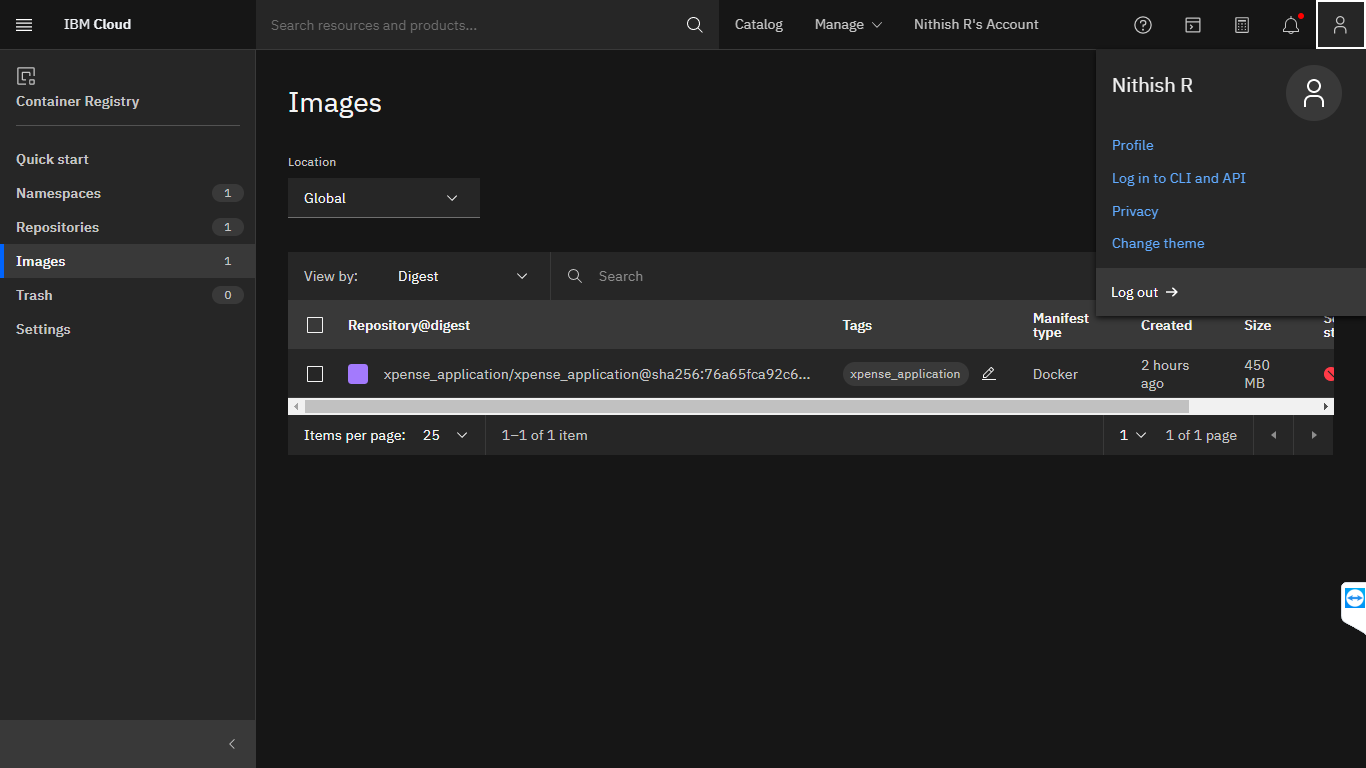 IBM Cloud
Search resources and products...
Catalog
Manage
Nithish R's Account
Container Registry
Quick start
Namespaces 1
Repositories 1
Images 1
Trash 0
Settings
Images
Location
Global
Nithish R
Profile
Log in to CLI and API
Privacy
Change theme
Log out
View by: Digest
Search
Repository@digest Tags Manifest type Created Size
xpense_application/xpense_application@sha256:76a65fca92c6... xpense_application Docker 2 hours ago 450 MB
Items per page: 25 1–1 of 1 item 1 1 of 1 page